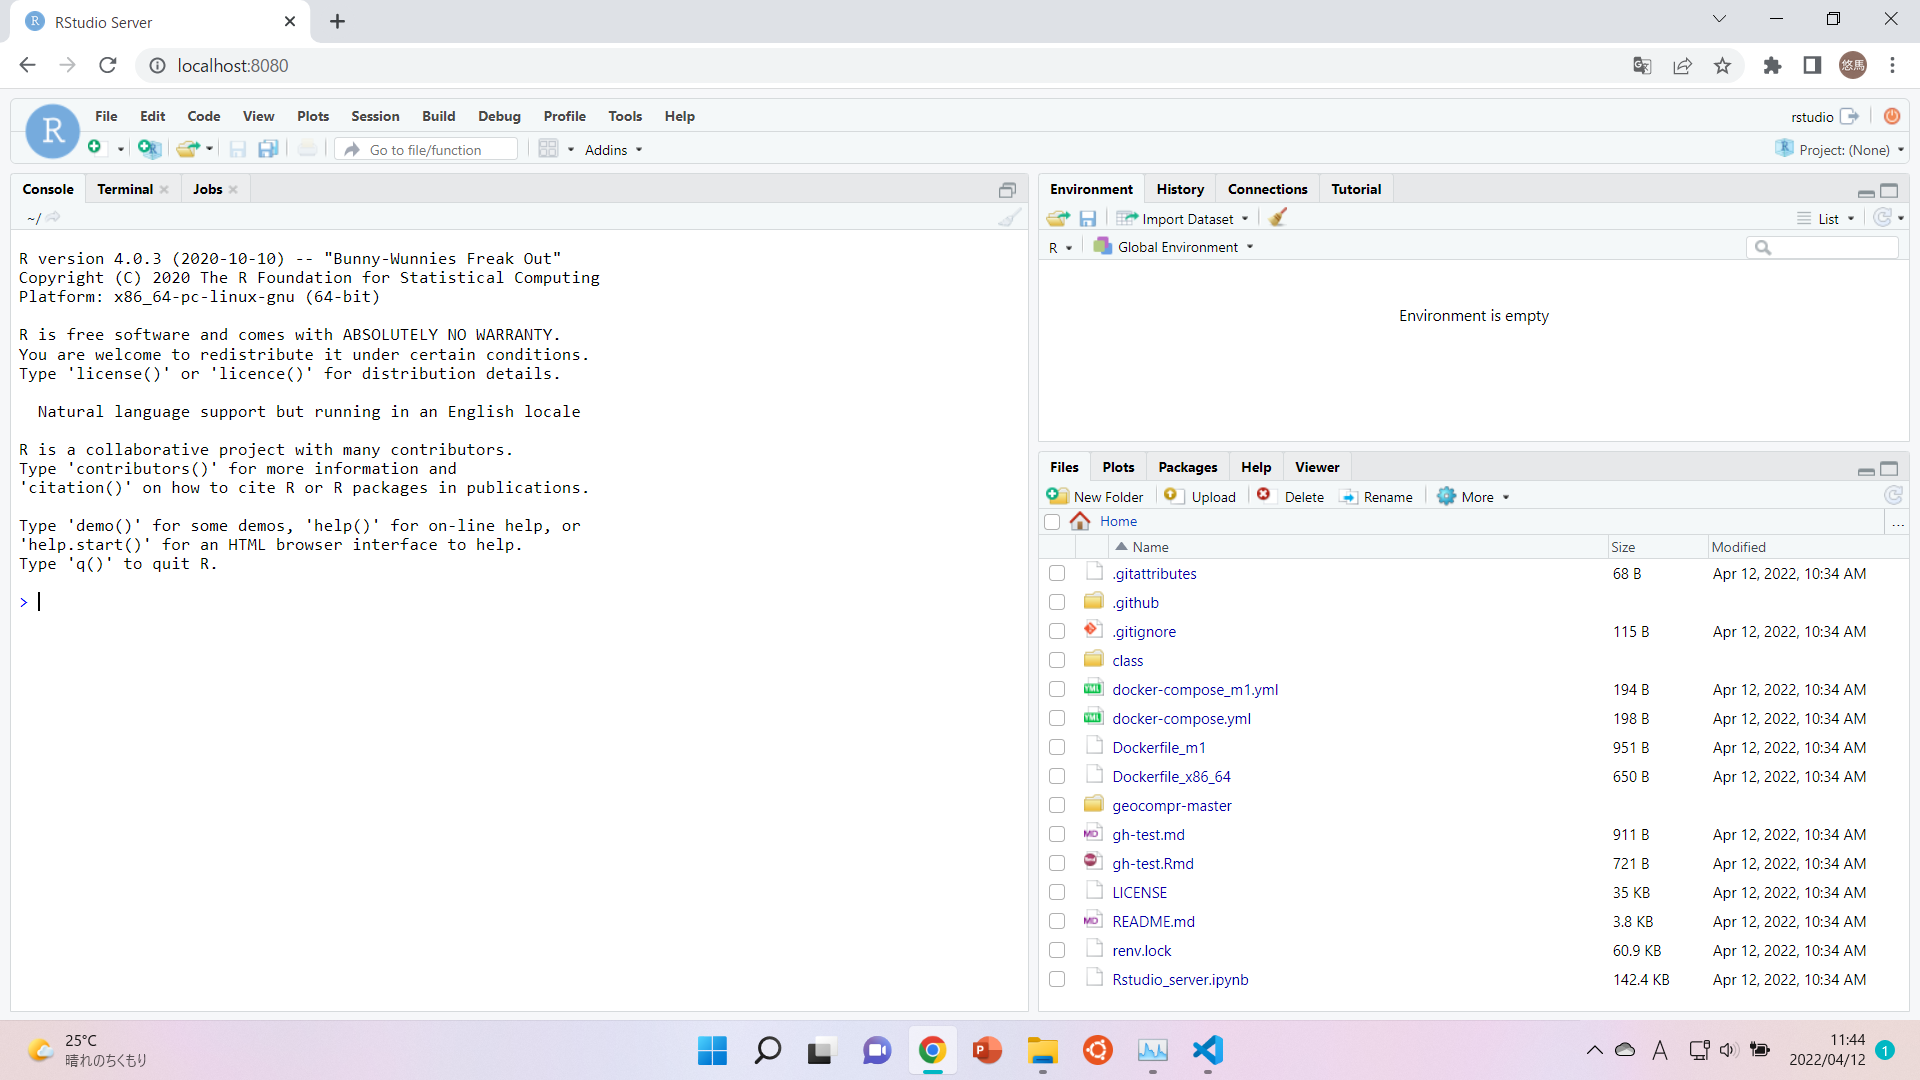 RStudio Server
localhost:8080
悠馬
R
File Edit Code View Plots Session Build Debug Profile Tools Help
rstudio
Go to file/function
Addins
Project: (None)
Console Terminal Jobs
~/
R version 4.0.3 (2020-10-10) -- "Bunny-Wunnies Freak Out"
Copyright (C) 2020 The R Foundation for Statistical Computing
Platform: x86_64-pc-linux-gnu (64-bit)
R is free software and comes with ABSOLUTELY NO WARRANTY.
You are welcome to redistribute it under certain conditions.
Type 'license()' or 'licence()' for distribution details.
Natural language support but running in an English locale
R is a collaborative project with many contributors.
Type 'contributors()' for more information and
'citation()' on how to cite R or R packages in publications.
Type 'demo()' for some demos, 'help()' for on-line help, or
'help.start()' for an HTML browser interface to help.
Type 'q()' to quit R.
>
Environment History Connections Tutorial
Import Dataset
List
R
Global Environment
Environment is empty
Files Plots Packages Help Viewer
New Folder Upload Delete Rename More
Home
...
Name Size Modified
.gitattributes 68 B Apr 12, 2022, 10:34 AM
.github
.gitignore 115 B Apr 12, 2022, 10:34 AM
class
docker-compose_m1.yml 194 B Apr 12, 2022, 10:34 AM
docker-compose.yml 198 B Apr 12, 2022, 10:34 AM
Dockerfile_m1 951 B Apr 12, 2022, 10:34 AM
Dockerfile_x86_64 650 B Apr 12, 2022, 10:34 AM
geocompr-master
gh-test.md 911 B Apr 12, 2022, 10:34 AM
gh-test.Rmd 721 B Apr 12, 2022, 10:34 AM
LICENSE 35 KB Apr 12, 2022, 10:34 AM
README.md 3.8 KB Apr 12, 2022, 10:34 AM
renv.lock 60.9 KB Apr 12, 2022, 10:34 AM
Rstudio_server.ipynb 142.4 KB Apr 12, 2022, 10:34 AM
25°C
晴れのちくもり
A
11:44
2022/04/12
1